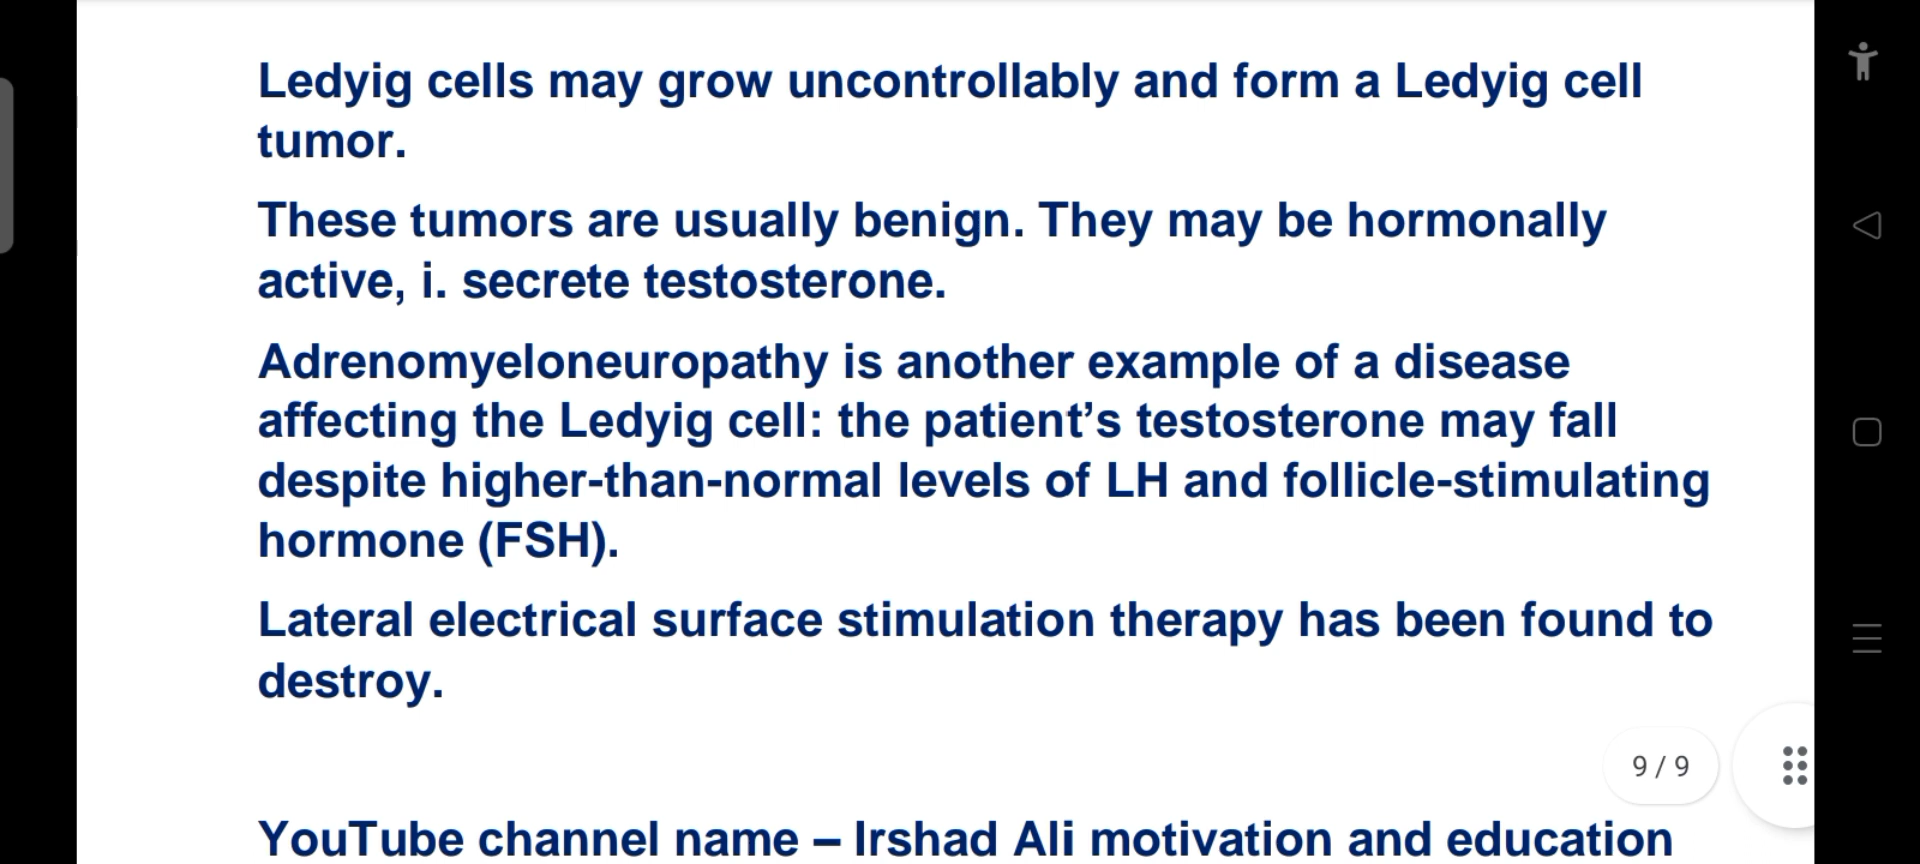 Ledyig cells may grow uncontrollably and form a Ledyig cell
tumor.
These tumors are usually benign. They may be hormonally
active, i. secrete testosterone.
Adrenomyeloneuropathy is another example of a disease
affecting the Ledyig cell: the patient’s testosterone may fall
despite higher-than-normal levels of LH and follicle-stimulating
hormone (FSH).
Lateral electrical surface stimulation therapy has been found to
destroy.
9 / 9
YouTube channel name – Irshad Ali motivation and education